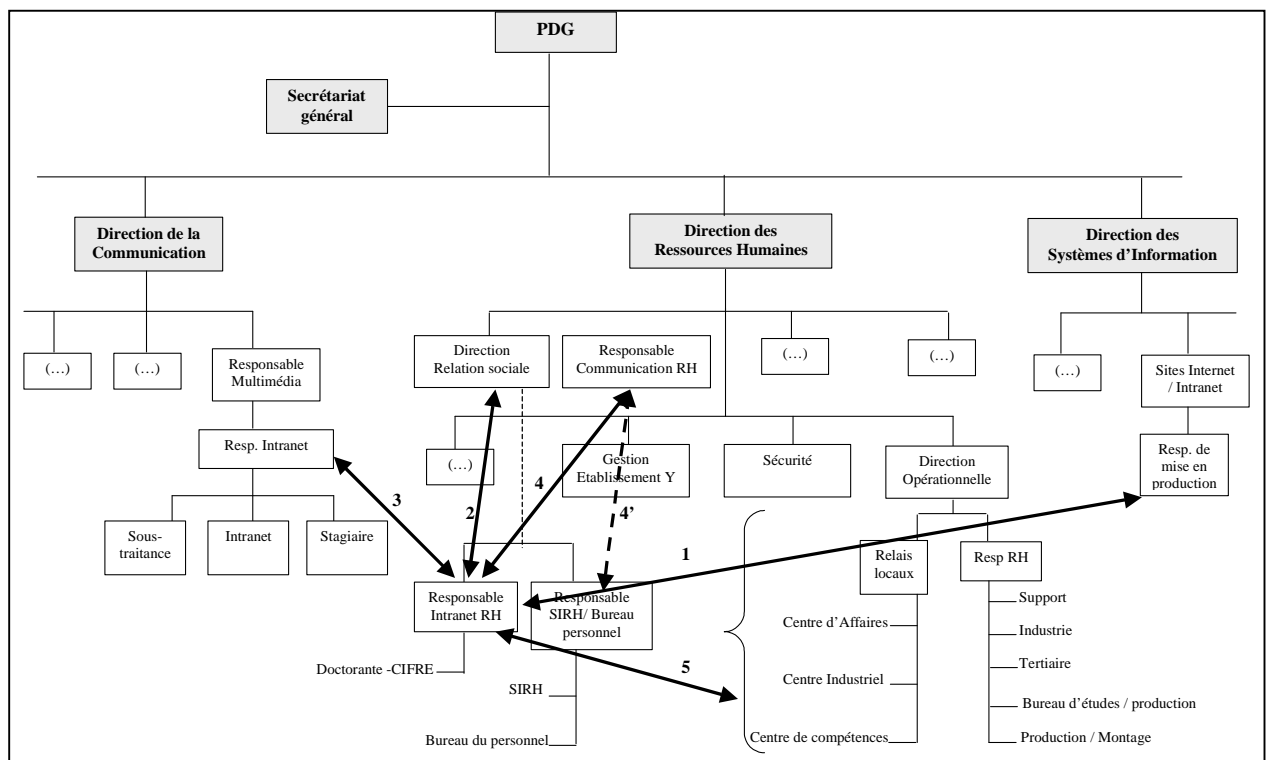 PDG
Secrétariat
général
Direction de la
Communication
Direction des
Ressources Humaines
Direction des
Systèmes d'Information
(…)
(…)
Responsable
Multimédia
Direction
Relation sociale
Responsable
Communication RH
(…)
(…)
(…)
Sites Internet
/ Intranet
Resp. Intranet
(…)
Gestion
Etablissement Y
Sécurité
Direction
Opérationnelle
Resp. de
mise en
production
3
2
4
4’
1
Sous-
traitance
Intranet
Stagiaire
Relais
locaux
Resp RH
Responsable
Intranet RH
Responsable
SIRH/ Bureau
personnel
Support
Centre d’Affaires
Industrie
Doctorante -CIFRE
5
Tertiaire
SIRH
Centre Industriel
Bureau d’études / production
Bureau du personnel
Centre de compétences
Production / Montage